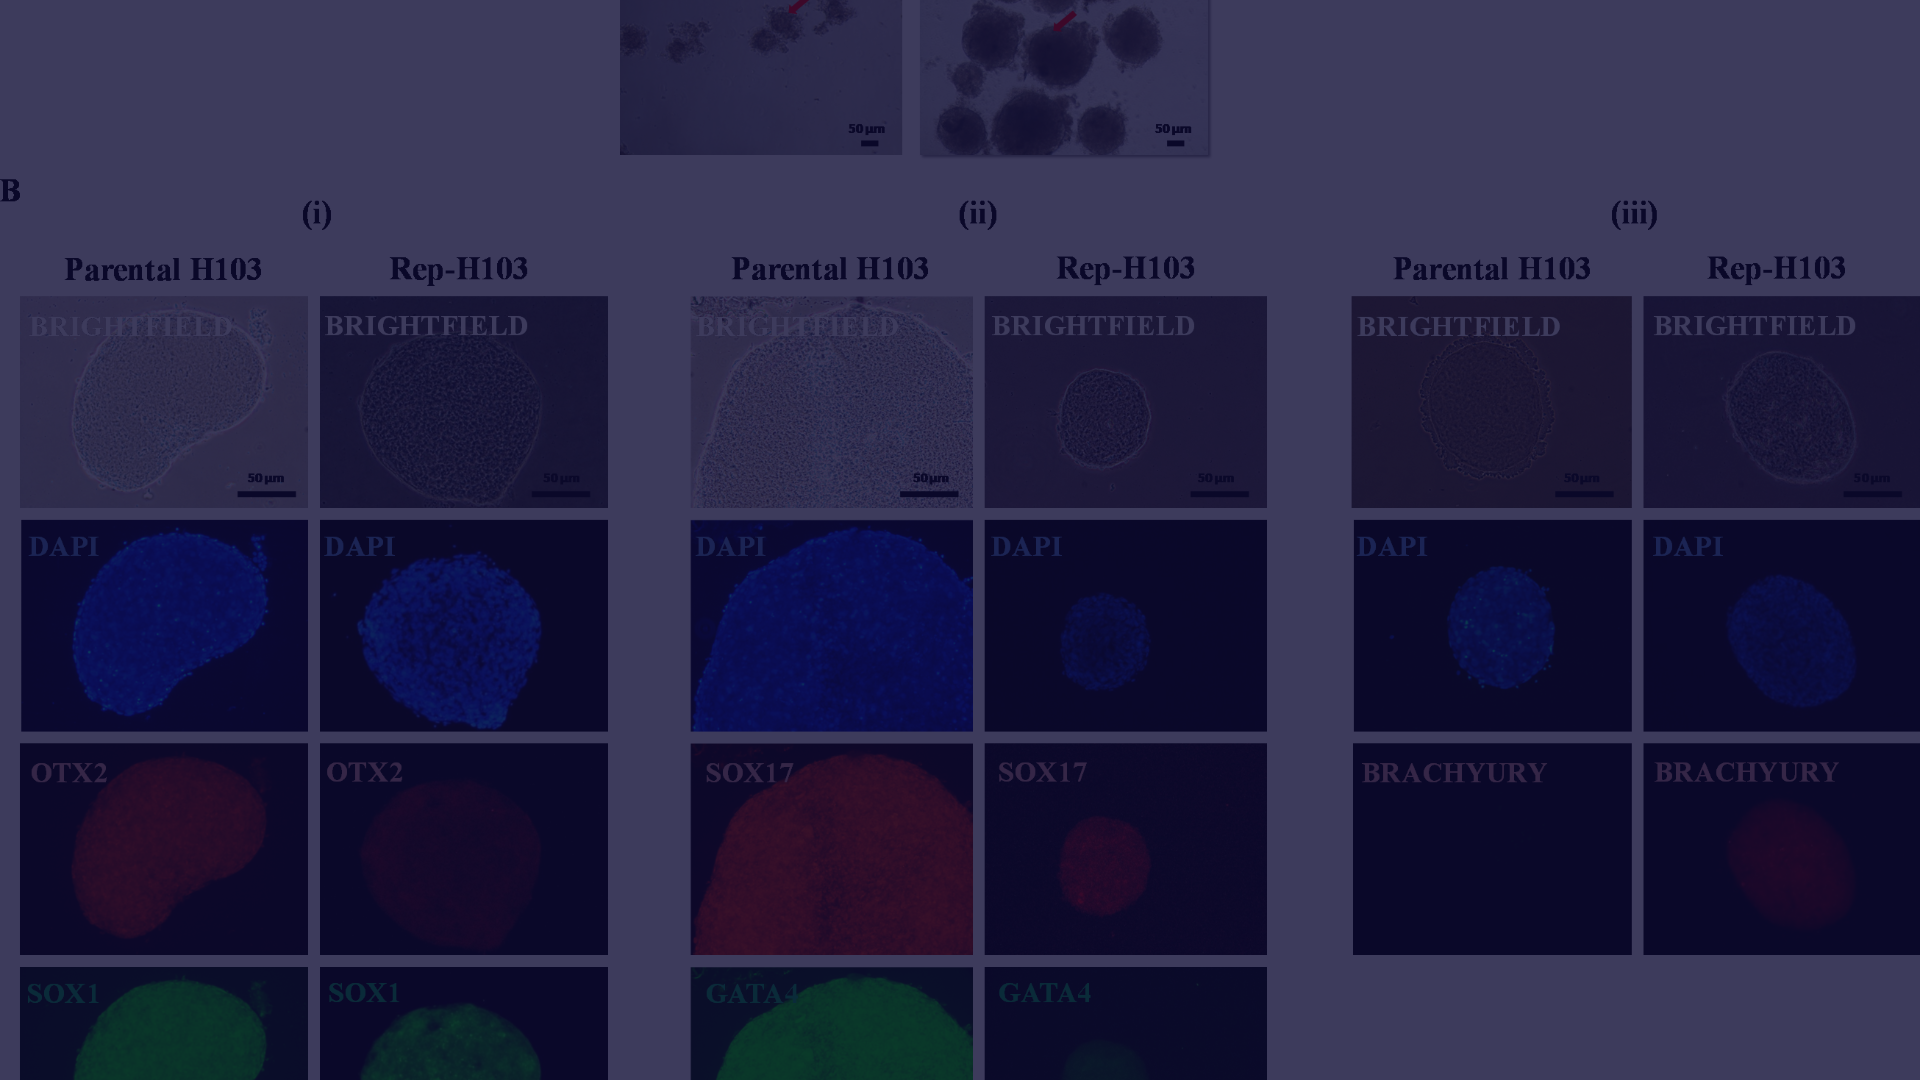 50 µm 50 µm
B
(i) (ii) (iii)
Parental H103 Rep-H103 Parental H103 Rep-H103 Parental H103 Rep-H103
BRIGHTFIELD BRIGHTFIELD BRIGHTFIELD BRIGHTFIELD BRIGHTFIELD BRIGHTFIELD
50 µm 50 µm 50 µm 50 µm 50 µm 50 µm
DAPI DAPI DAPI DAPI DAPI DAPI
OTX2 OTX2 SOX17 SOX17 BRACHYURY BRACHYURY
SOX1 SOX1 GATA4 GATA4